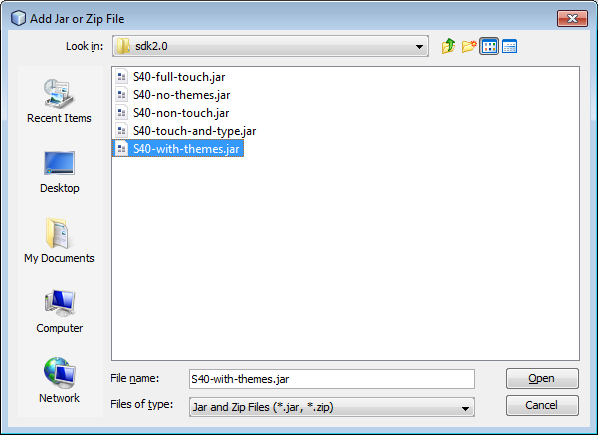 Add Jar or Zip File
Look in: sdk2.0
S40-full-touch.jar
S40-no-themes.jar
S40-non-touch.jar
S40-touch-and-type.jar
S40-with-themes.jar
Recent Items
Desktop
My Documents
Computer
Network
File name: S40-with-themes.jar
Open
Files of type: Jar and Zip Files (*.jar, *.zip)
Cancel